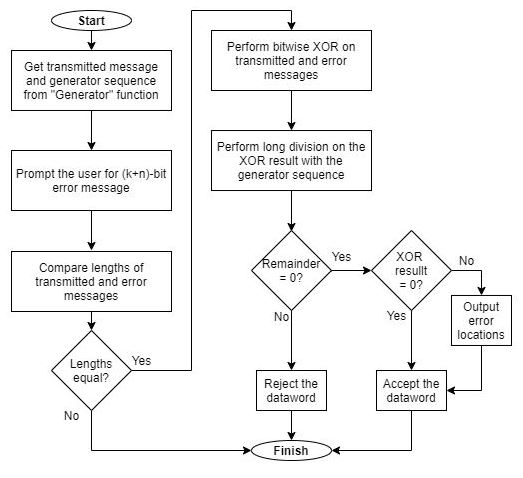 Start
Get transmitted message
and generator sequence
from "Generator" function
Prompt the user for (k+n)-bit
error message
Compare lengths of
transmitted and error
messages
Lengths
equal?
Yes
No
Perform bitwise XOR on
transmitted and error
messages
Perform long division on the
XOR result with the
generator sequence
Remainder
= 0?
Yes
No
XOR
resullt
= 0?
No
Yes
Output
error
locations
Reject the
dataword
Accept the
dataword
Finish